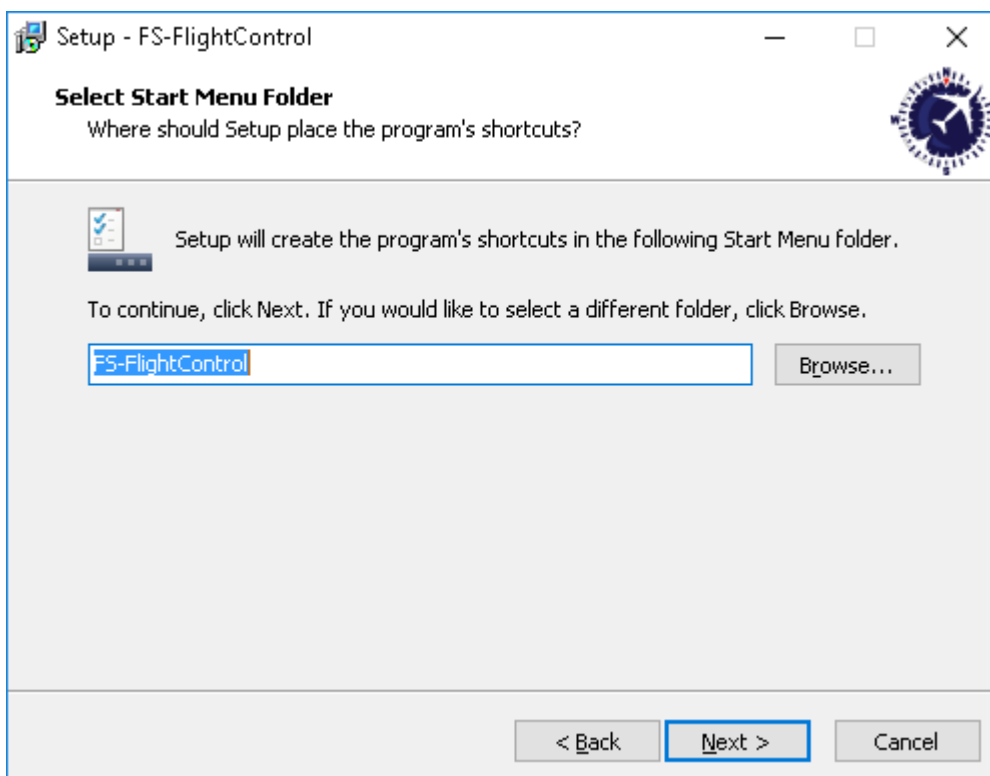 Setup - FS-FlightControl
Select Start Menu Folder
Where should Setup place the program's shortcuts?
Setup will create the program's shortcuts in the following Start Menu folder.
To continue, click Next. If you would like to select a different folder, click Browse.
FS-FlightControl
Browse...
< Back
Next >
Cancel